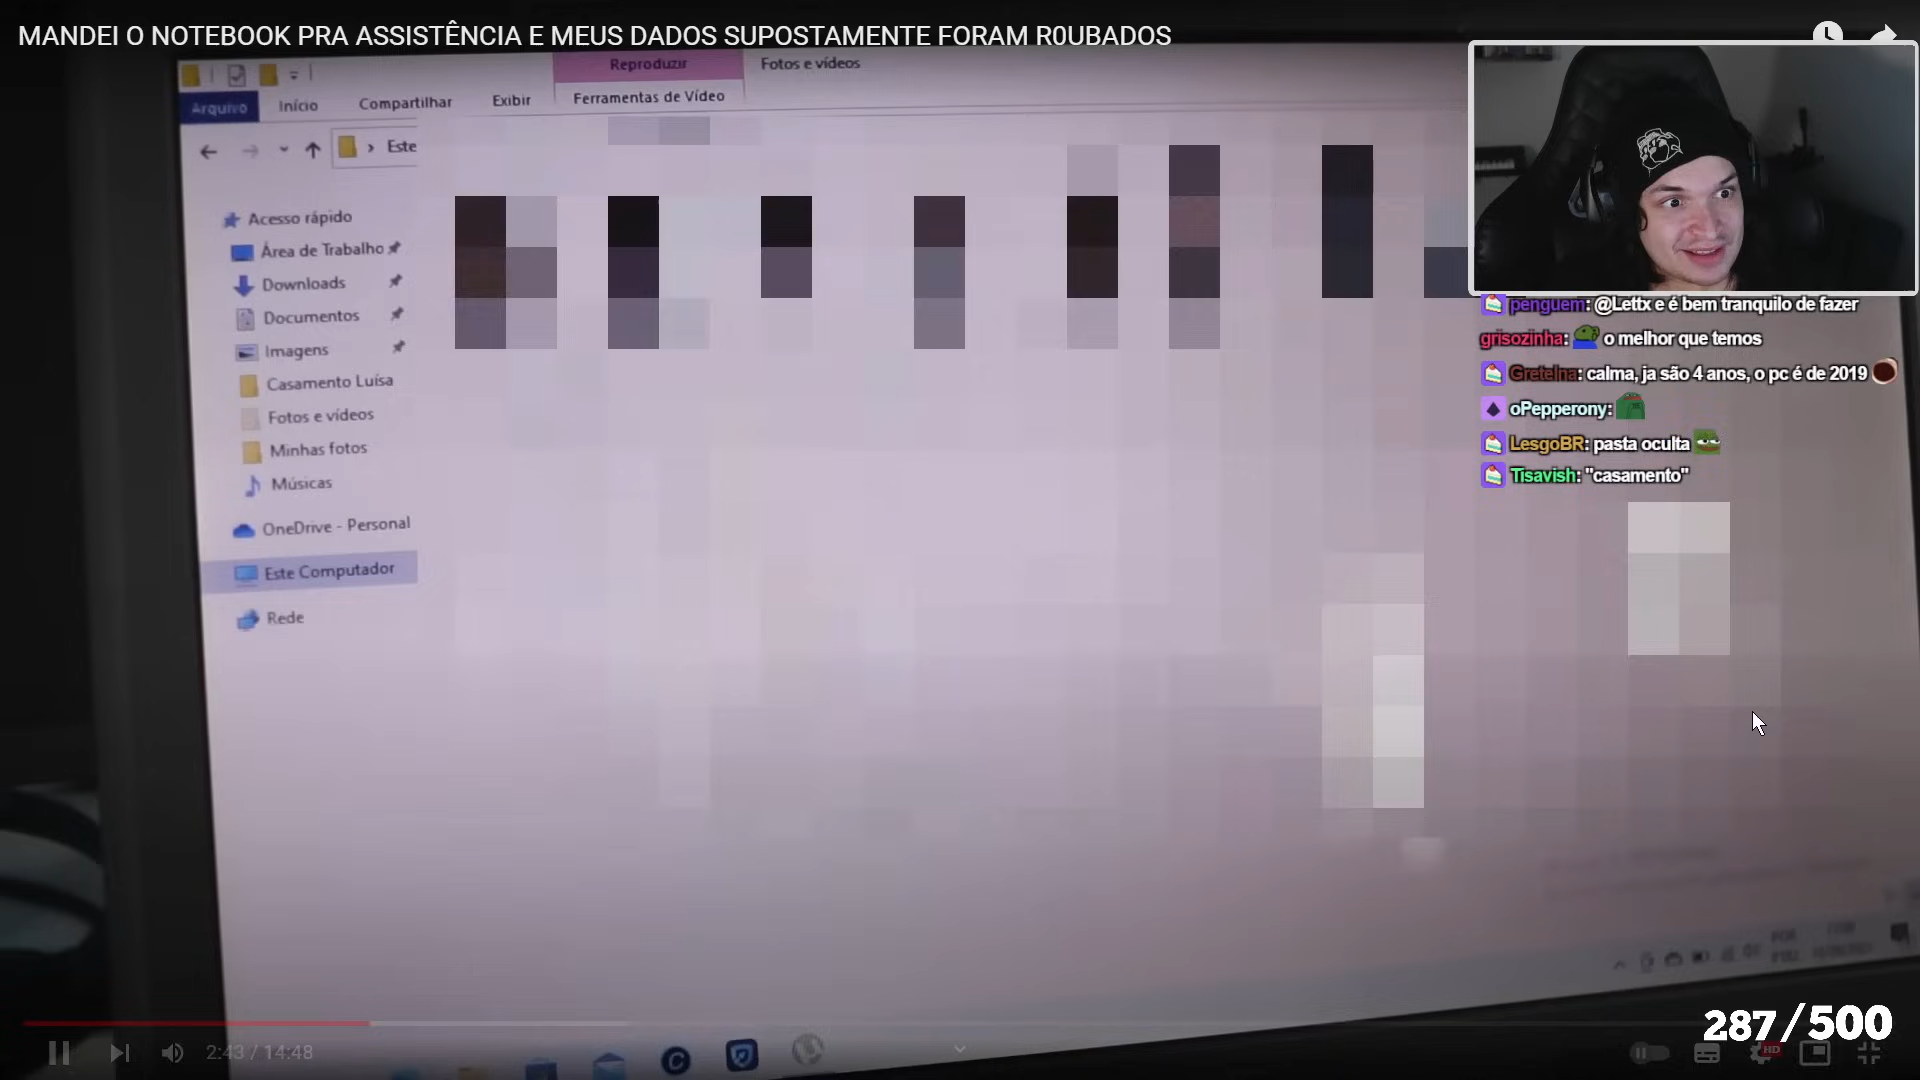 MANDEI O NOTEBOOK PRA ASSISTÊNCIA E MEUS DADOS SUPOSTAMENTE FORAM R0UBADOS
Reproduzir
Fotos e vídeos
Arquivo
Início
Compartilhar
Exibir
Ferramentas de Vídeo
Este
Acesso rápido
Área de Trabalho
Downloads
Documentos
Imagens
Casamento Luísa
Fotos e vídeos
Minhas fotos
Músicas
OneDrive - Personal
Este Computador
Rede
penguem: @Lettx e é bem tranquilo de fazer
grisozinha: o melhor que temos
Gretelna: calma, ja são 4 anos, o pc é de 2019
oPepperony:
LesgoBR: pasta oculta
Tisavish: "casamento"
287/500
2:43 / 14:48
HD